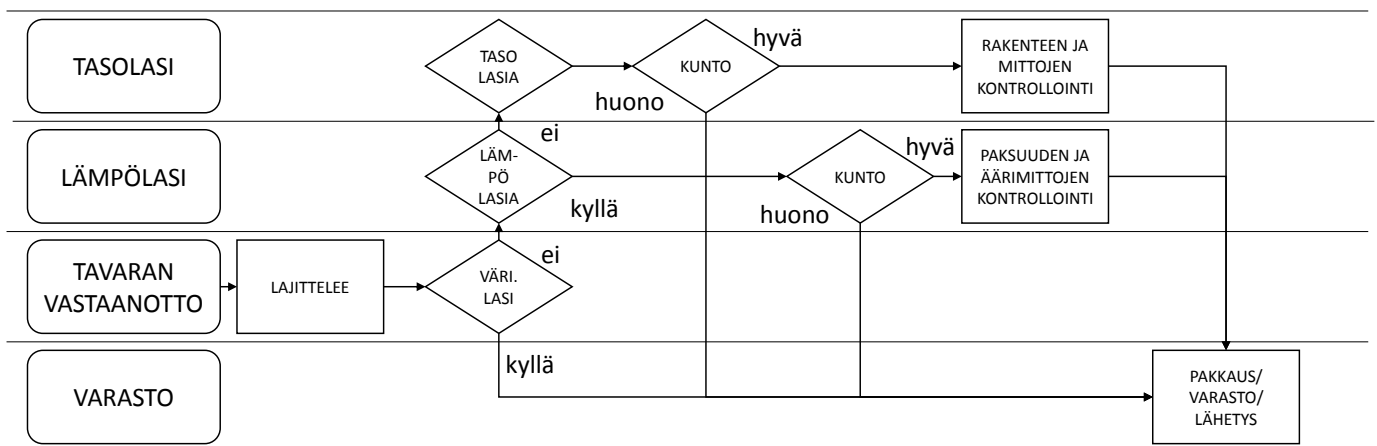 TASOLASI
TASO
LASIA
KUNTO
hyvä
huono
RAKENTEEN JA
MITTOJEN
KONTROLLOINTI
LÄMPÖLASI
ei
LÄM-
PÖ
LASIA
kyllä
KUNTO
hyvä
huono
PAKSUUDEN JA
ÄÄRIMITTOJEN
KONTROLLOINTI
TAVARAN
VASTAANOTTO
LAJITTELEE
VÄRI.
LASI
ei
kyllä
VARASTO
PAKKAUS/
VARASTO/
LÄHETYS